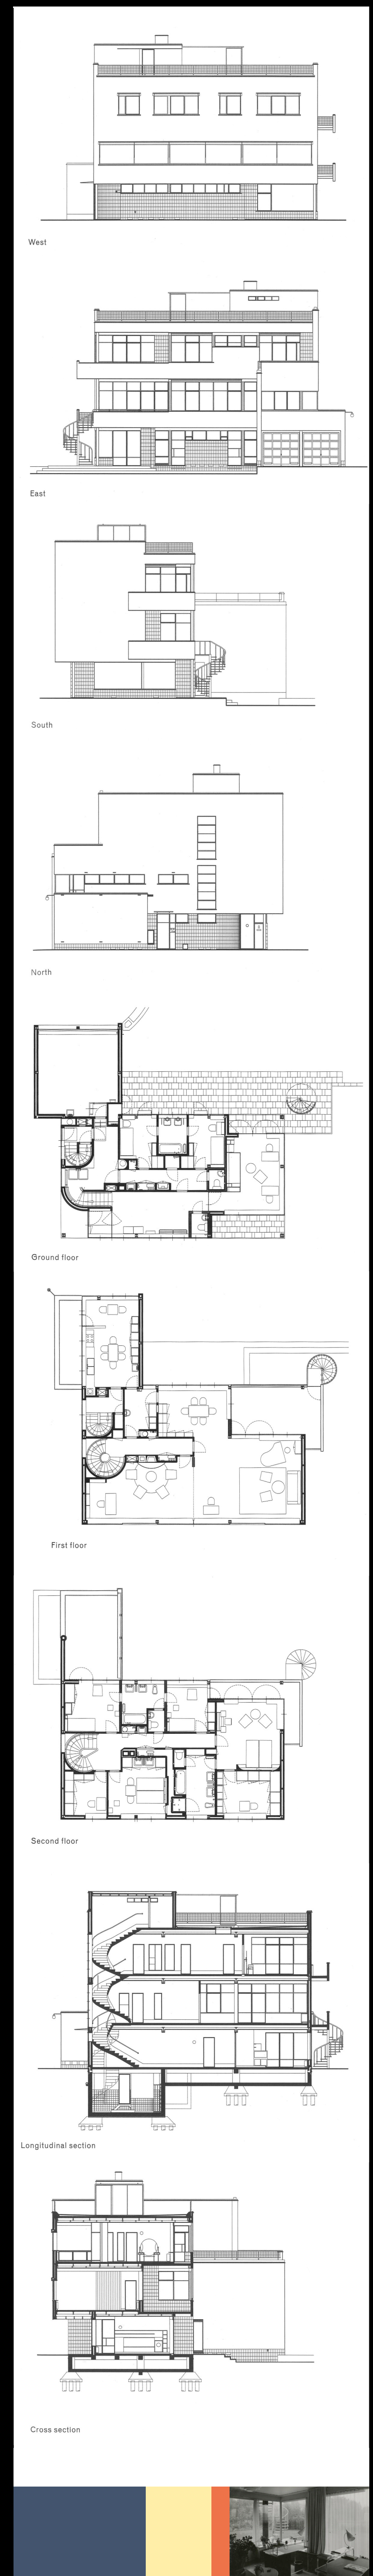 West
East
South
North
Ground floor
First floor
Second floor
Longitudinal section
Cross section